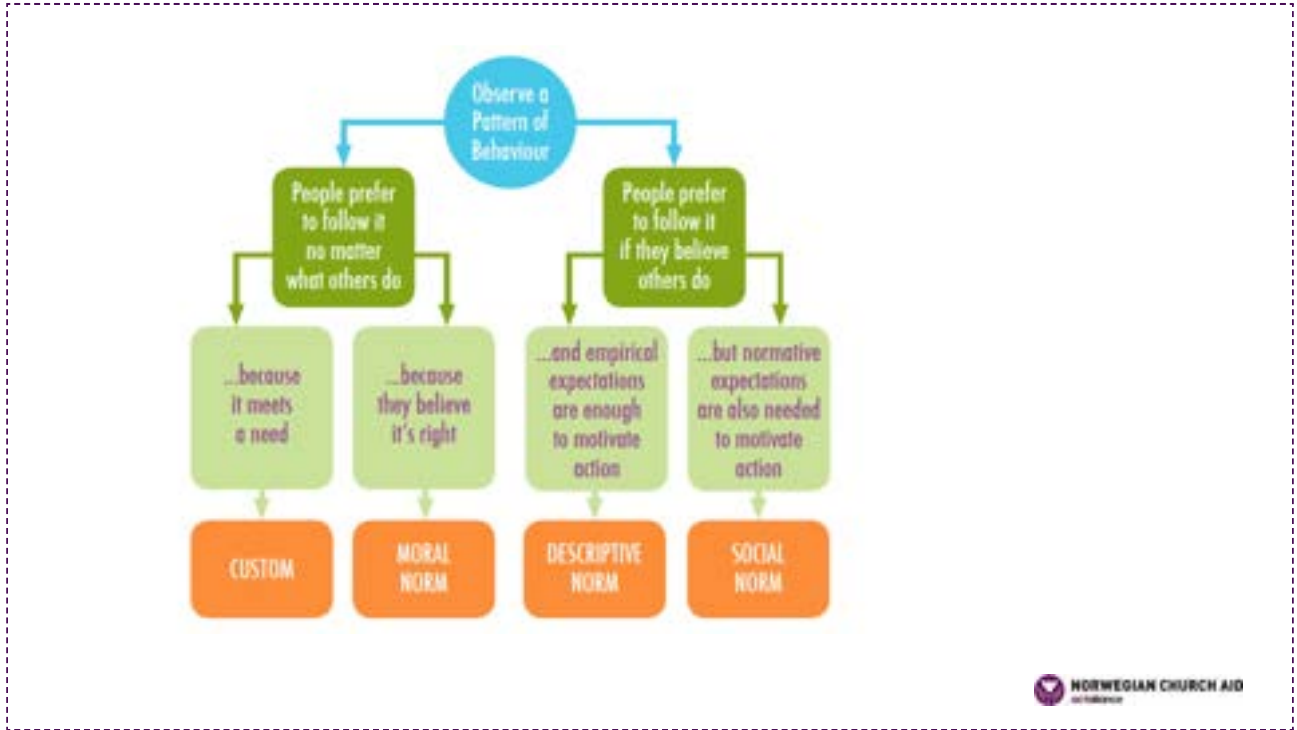 Observe a
Pattern of
Behaviour
People prefer
to follow it
no matter
what others do
People prefer
to follow it
if they believe
others do
...because
it meets
a need
...because
they believe
it's right
...and empirical
expectations
are enough
to motivate
action
...but normative
expectations
are also needed
to motivate
action
CUSTOM
MORAL
NORM
DESCRIPTIVE
NORM
SOCIAL
NORM
NORWEGIAN CHURCH AID
actalliance